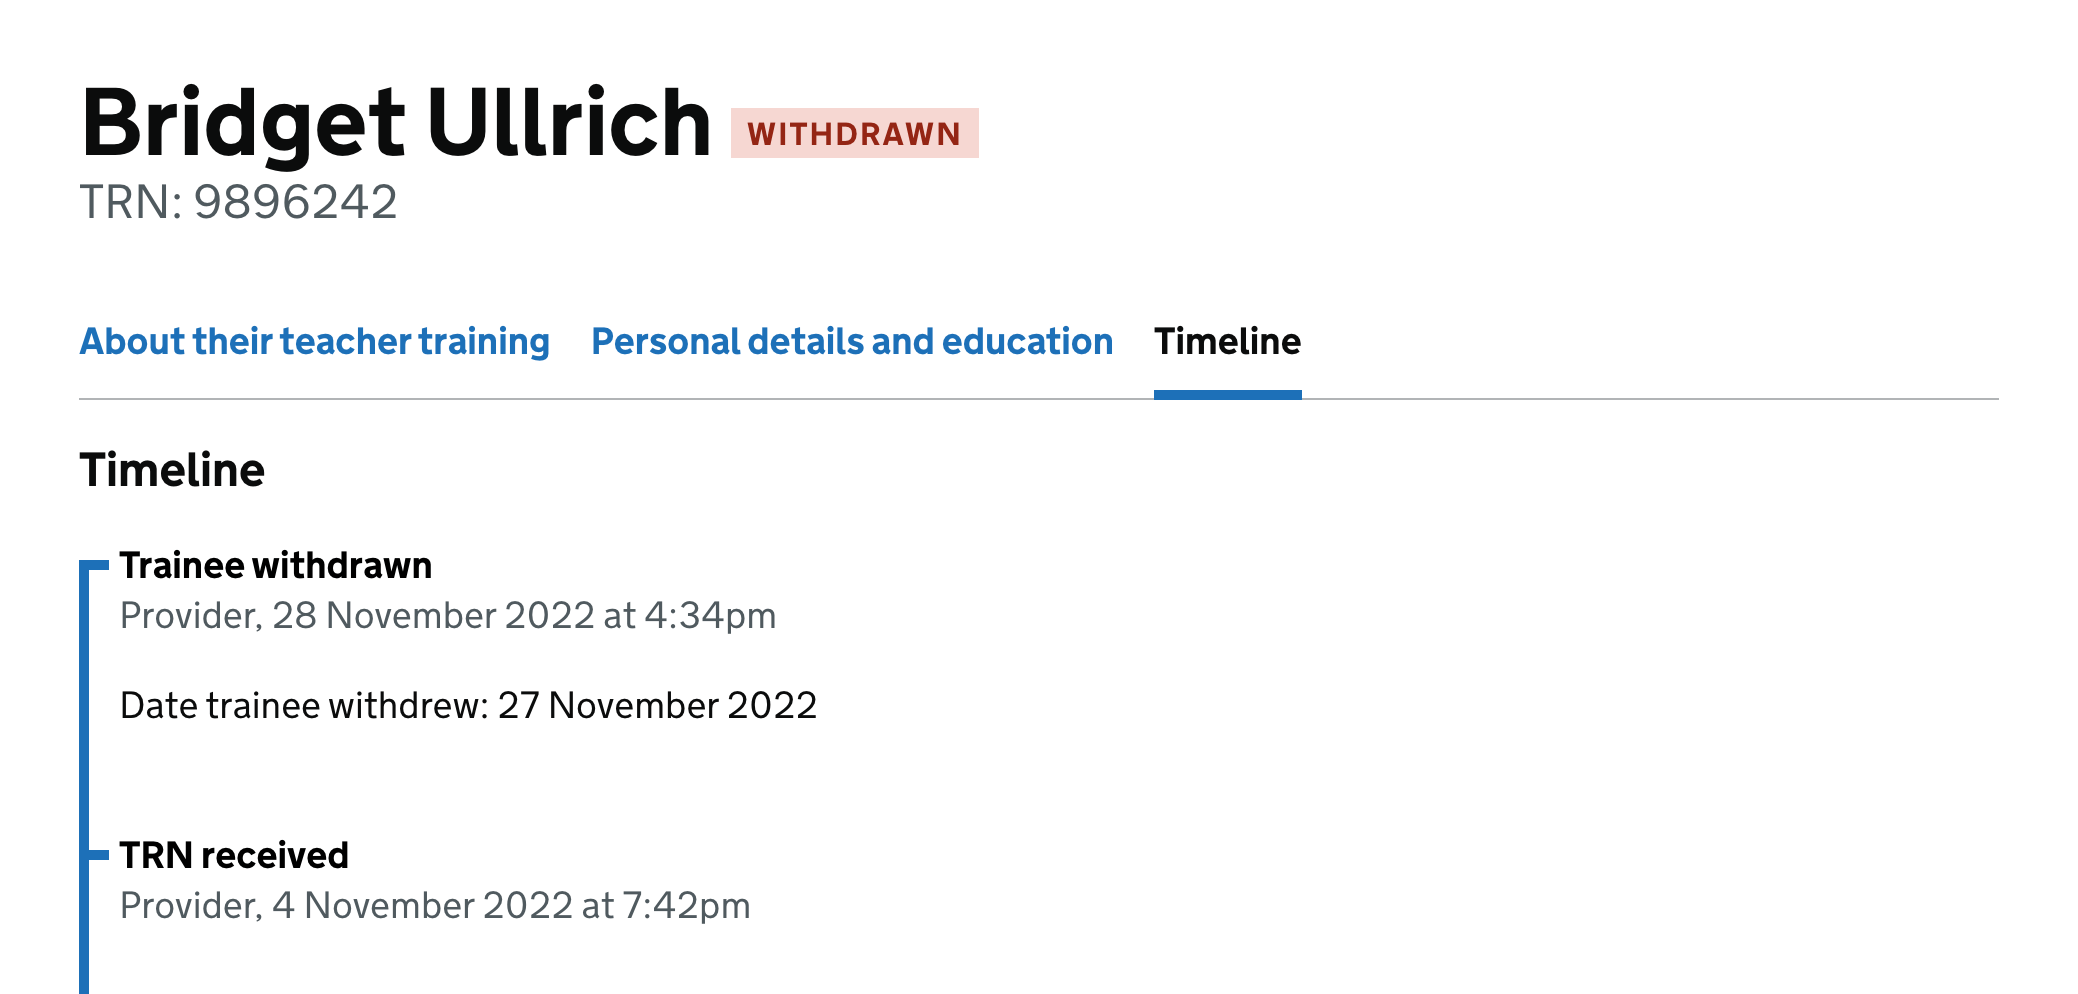 Bridget Ullrich WITHDRAWN
TRN: 9896242
About their teacher training Personal details and education Timeline
Timeline
Trainee withdrawn
Provider, 28 November 2022 at 4:34pm
Date trainee withdrew: 27 November 2022
TRN received
Provider, 4 November 2022 at 7:42pm